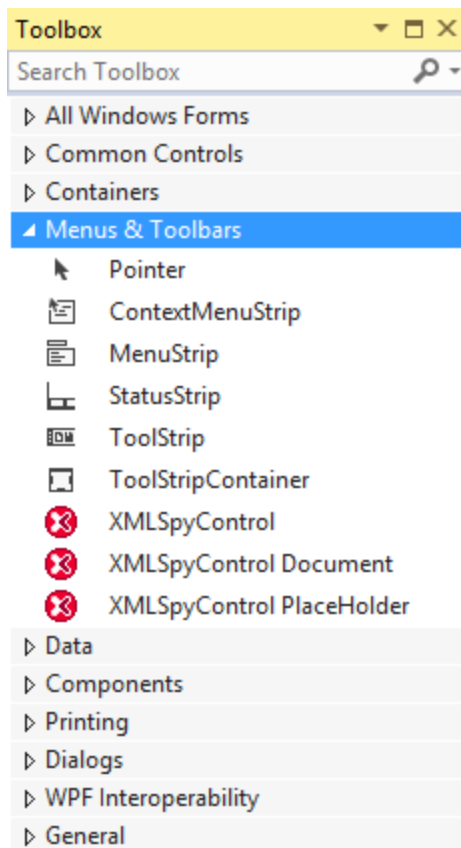 Toolbox
Search Toolbox
All Windows Forms
Common Controls
Containers
Menus & Toolbars
Pointer
ContextMenuStrip
MenuStrip
StatusStrip
ToolStrip
ToolStripContainer
XMLSpyControl
XMLSpyControl Document
XMLSpyControl PlaceHolder
Data
Components
Printing
Dialogs
WPF Interoperability
General